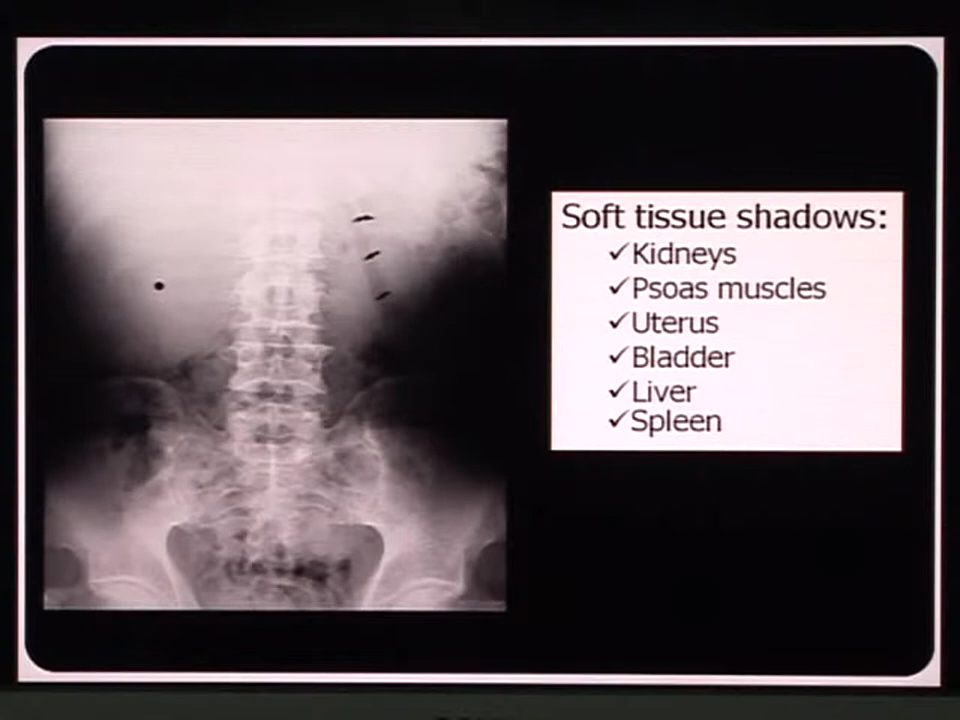 Soft tissue shadows:
✓Kidneys
✓Psoas muscles
✓Uterus
✓Bladder
✓Liver
✓Spleen